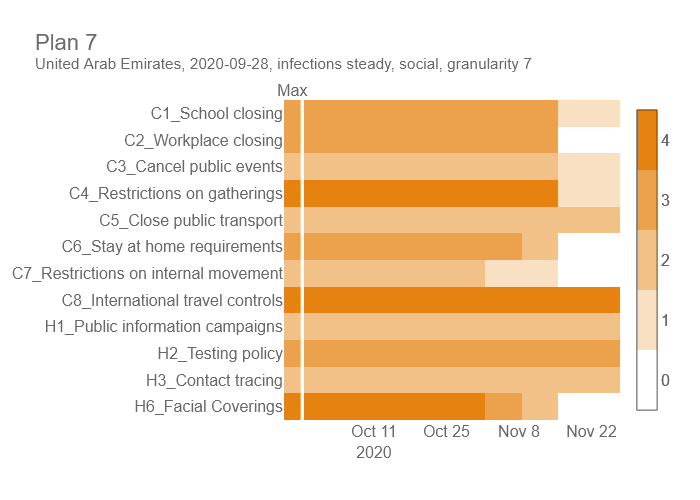 Plan 7
United Arab Emirates, 2020-09-28, infections steady, social, granularity 7
Max
C1_School closing
C2_Workplace closing
C3_Cancel public events
C4_Restrictions on gatherings
C5_Close public transport
C6_Stay at home requirements
C7_Restrictions on internal movement
C8_International travel controls
H1_Public information campaigns
H2_Testing policy
H3_Contact tracing
H6_Facial Coverings
4
3
2
1
0
Oct 11 Oct 25 Nov 8 Nov 22
2020